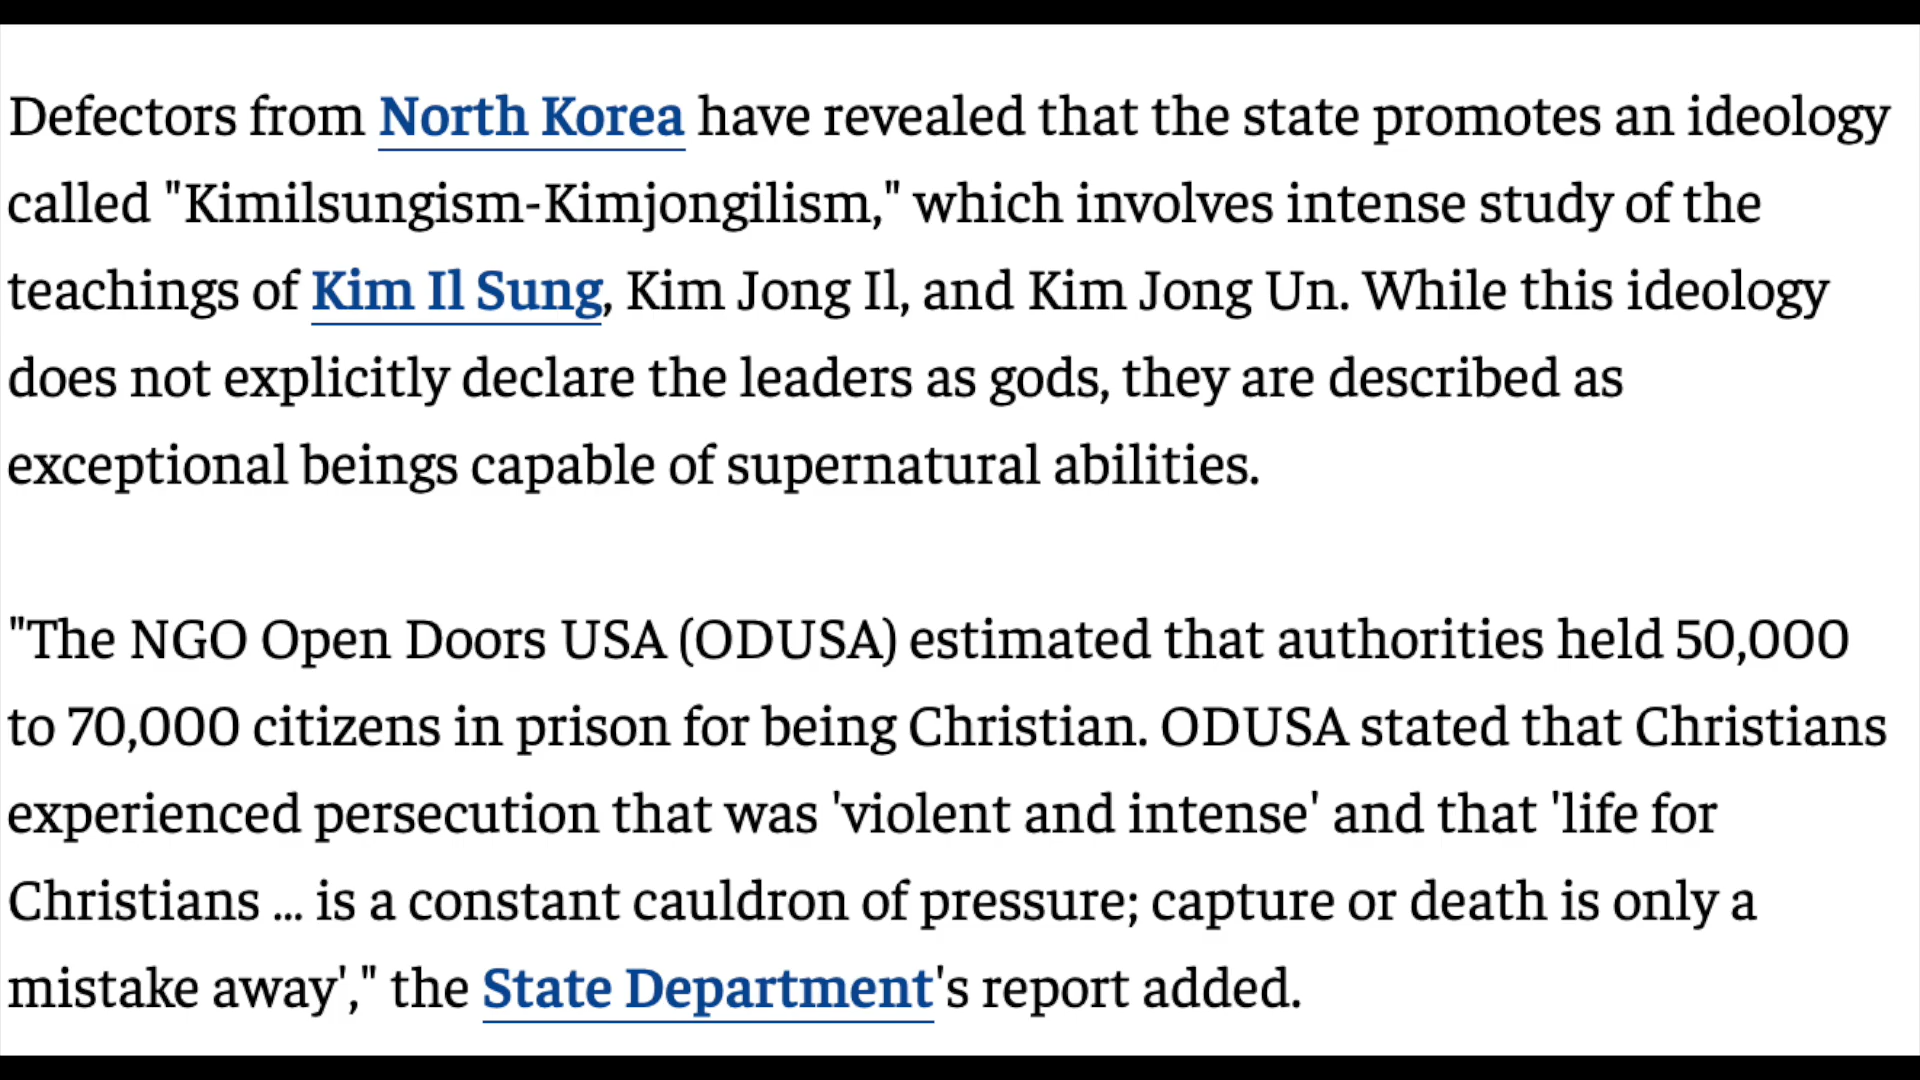 Defectors from North Korea have revealed that the state promotes an ideology
called "Kimilsungism-Kimjongilism," which involves intense study of the
teachings of Kim Il Sung, Kim Jong Il, and Kim Jong Un. While this ideology
does not explicitly declare the leaders as gods, they are described as
exceptional beings capable of supernatural abilities.
"The NGO Open Doors USA (ODUSA) estimated that authorities held 50,000
to 70,000 citizens in prison for being Christian. ODUSA stated that Christians
experienced persecution that was 'violent and intense' and that 'life for
Christians ... is a constant cauldron of pressure; capture or death is only a
mistake away'," the State Department's report added.